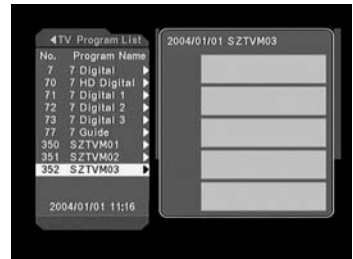 ◀TV Program List
No. Program Name
7 7 Digital ▶
70 7 HD Digital ▶
71 7 Digital 1 ▶
72 7 Digital 2 ▶
73 7 Digital 3 ▶
77 7 Guide ▶
350 SZTVM01 ▶
351 SZTVM02 ▶
352 SZTVM03 ▶
2004/01/01 11:16
2004/01/01 SZTVM03